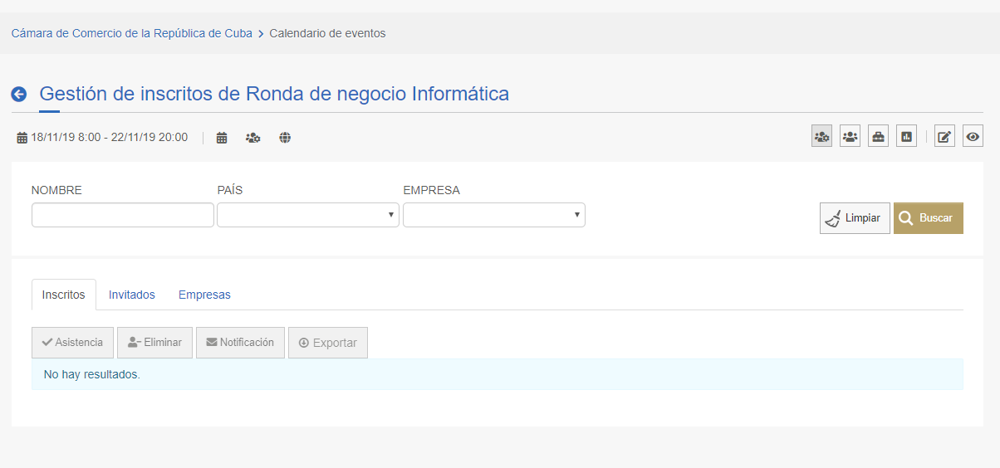 Cámara de Comercio de la República de Cuba > Calendario de eventos
Gestión de inscritos de Ronda de negocio Informática
18/11/19 8:00 - 22/11/19 20:00
NOMBRE PAÍS EMPRESA
Limpiar Buscar
Inscritos Invitados Empresas
Asistencia Eliminar Notificación Exportar
No hay resultados.